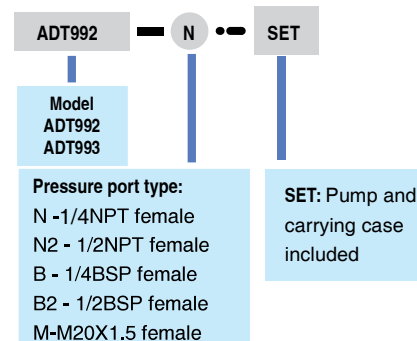 ADT992 — N •— SET
Model
ADT992
ADT993
Pressure port type:
N -1/4NPT female
N2 - 1/2NPT female
B - 1/4BSP female
B2 - 1/2BSP female
M-M20X1.5 female
SET: Pump and
carrying case
included